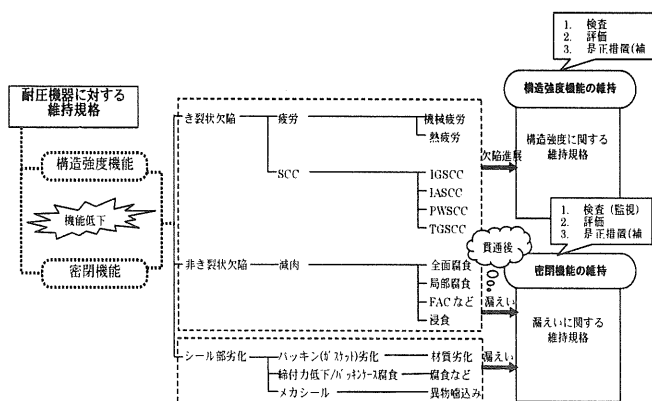 1. 検査
2. 評価
3. 是正措置(補
耐圧機器に対する
維持規格
構造強度機能の維持
き裂状欠陥
疲労
機械疲労
熱疲労
構造強度に関する
維持規格
構造強度機能
欠陥進展
SCC
IGSCC
IASCC
PWSCC
TGSCC
機能低下
1. 検査(監視)
2. 評価
3. 是正措置(補
貫通後
密閉機能
非き裂状欠陥
減肉
全面腐食
局部腐食
FACなど
浸食
密閉機能の維持
漏えい
漏えいに関する
維持規格
シール部劣化
パッキン(ガスケット)劣化
材質劣化
漏えい
締付力低下/パッキンケース腐食
腐食など
メカシール
異物噛込み